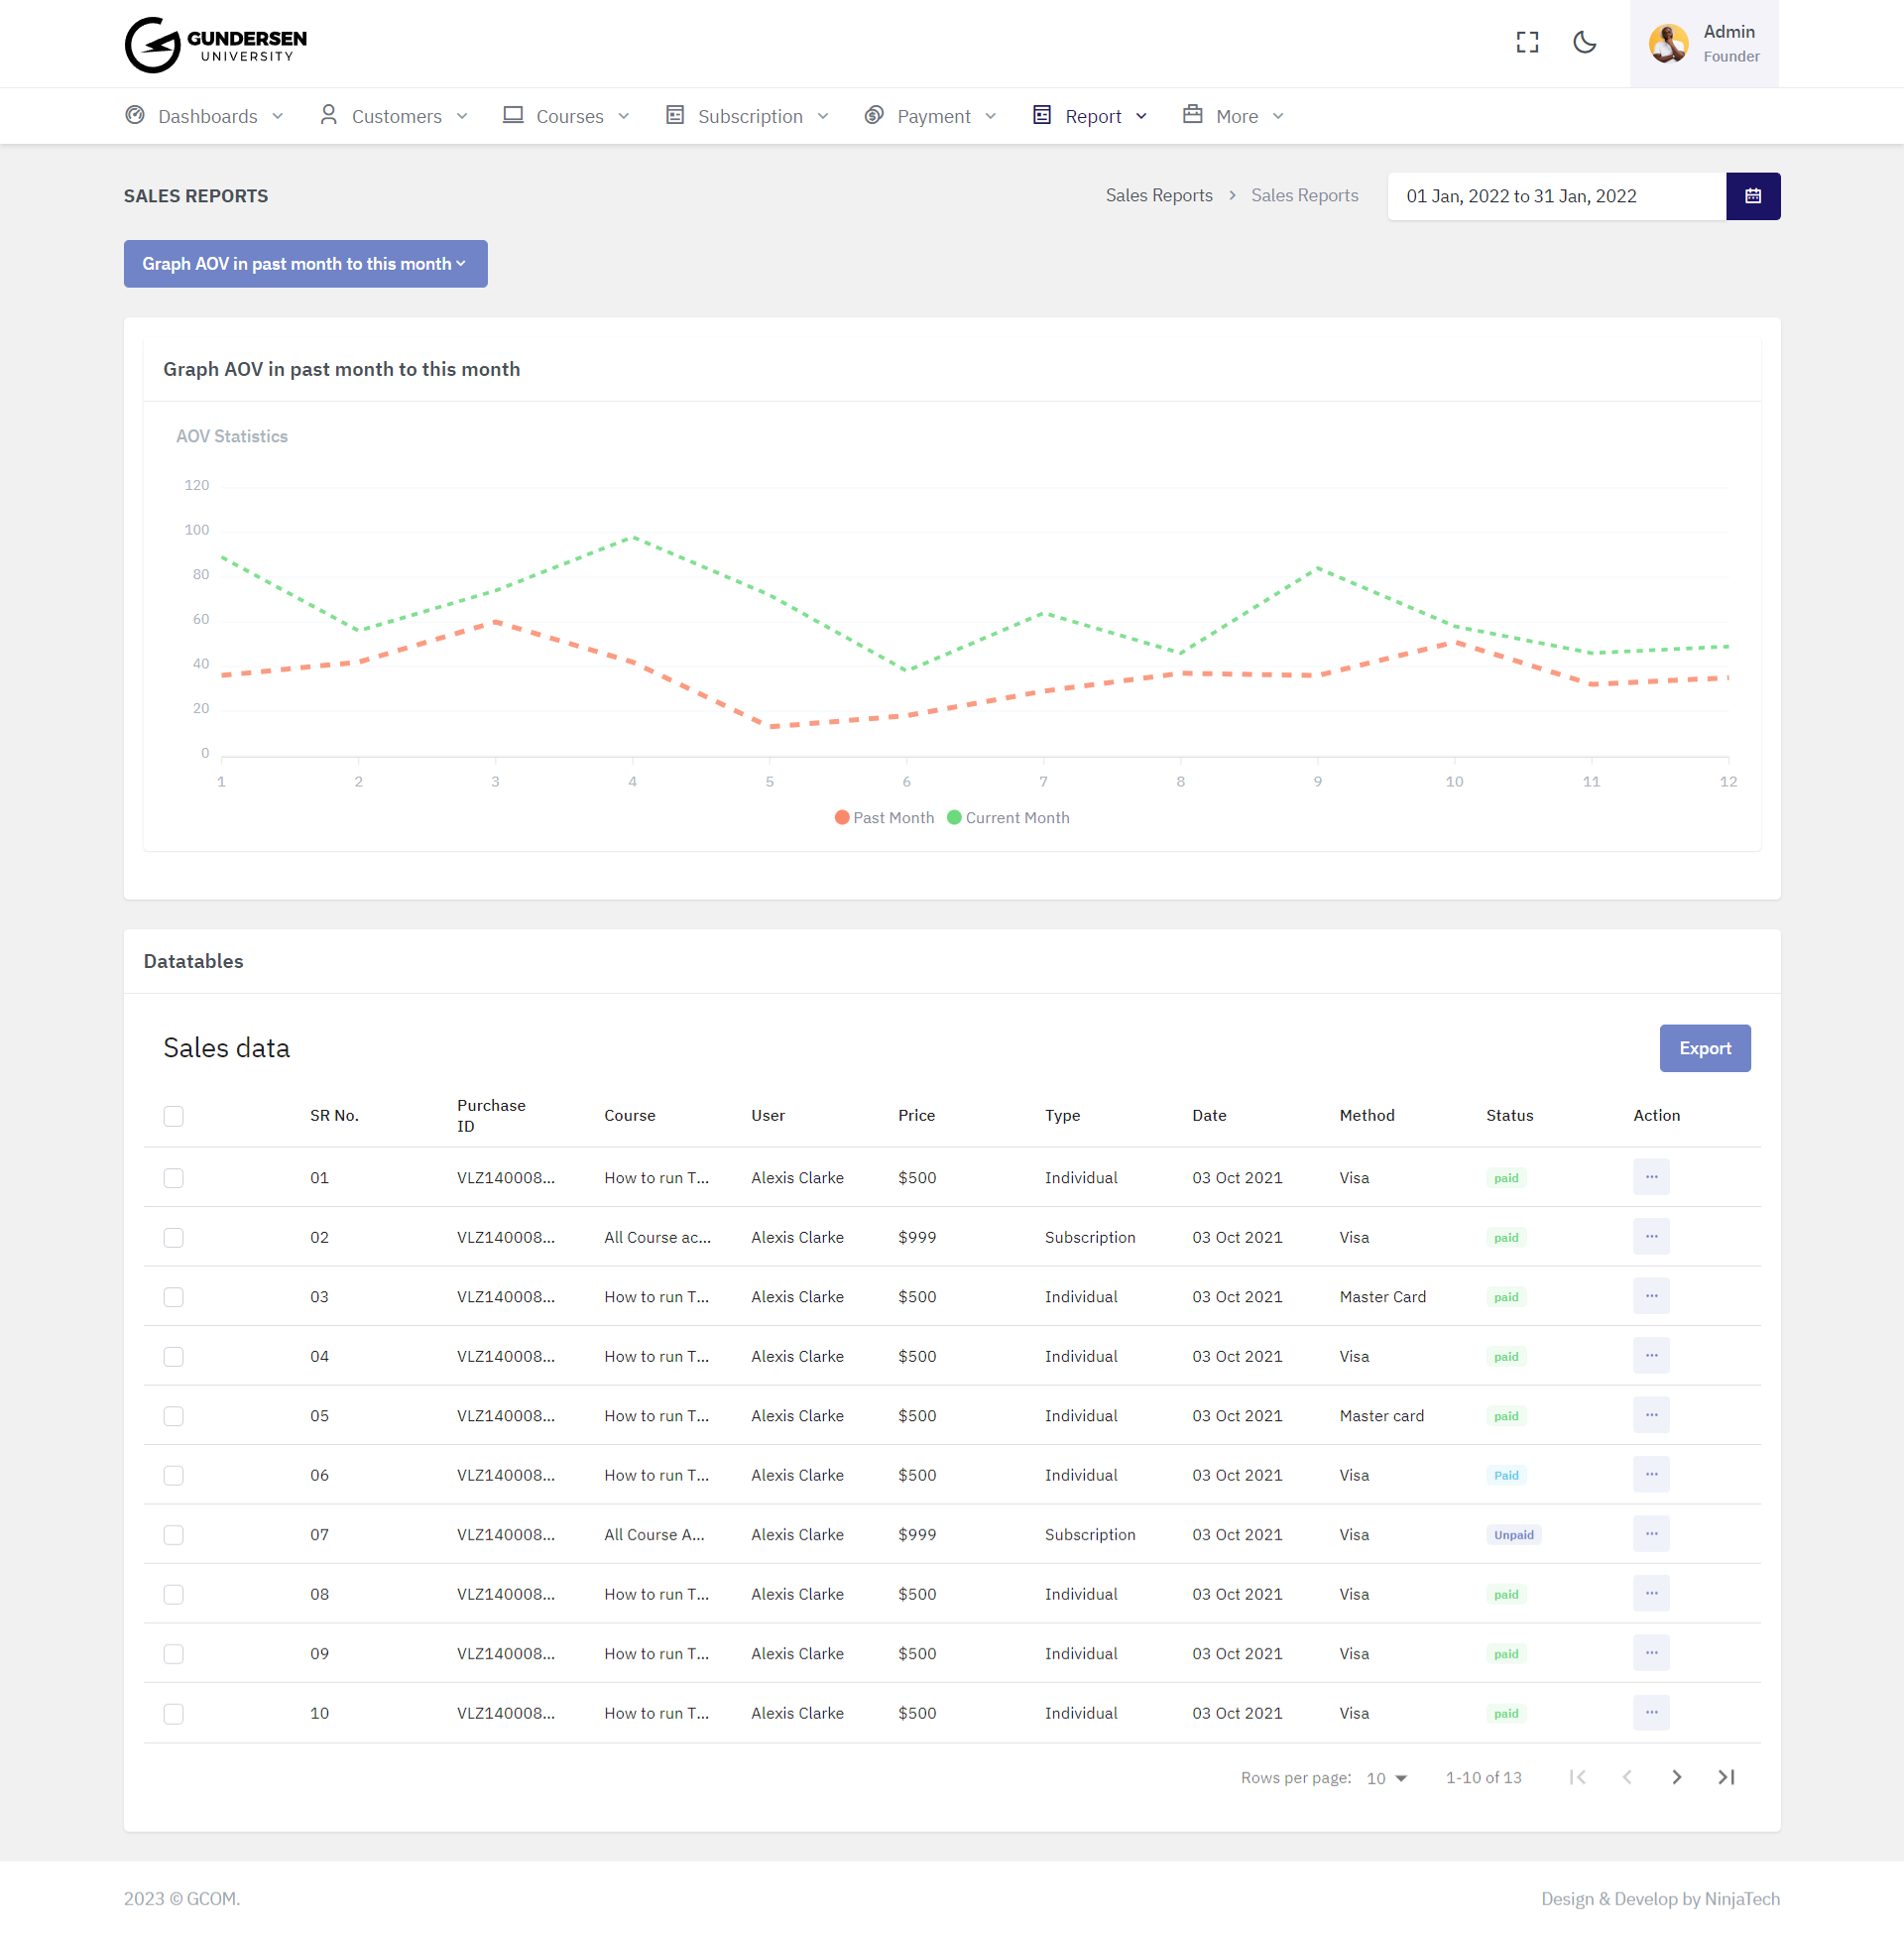 GUNDERSEN
UNIVERSITY
Admin
Founder
Dashboards
Customers
Courses
Subscription
Payment
Report
More
SALES REPORTS
Sales Reports > Sales Reports
01 Jan, 2022 to 31 Jan, 2022
Graph AOV in past month to this month
Graph AOV in past month to this month
AOV Statistics
120
100
80
60
40
20
0
1 2 3 4 5 6 7 8 9 10 11 12
Past Month Current Month
Datatables
Sales data
Export
SR No. Purchase ID Course User Price Type Date Method Status Action
01 VLZ140008... How to run T... Alexis Clarke $500 Individual 03 Oct 2021 Visa paid ...
02 VLZ140008... All Course ac... Alexis Clarke $999 Subscription 03 Oct 2021 Visa paid ...
03 VLZ140008... How to run T... Alexis Clarke $500 Individual 03 Oct 2021 Master Card paid ...
04 VLZ140008... How to run T... Alexis Clarke $500 Individual 03 Oct 2021 Visa paid ...
05 VLZ140008... How to run T... Alexis Clarke $500 Individual 03 Oct 2021 Master card paid ...
06 VLZ140008... How to run T... Alexis Clarke $500 Individual 03 Oct 2021 Visa Paid ...
07 VLZ140008... All Course A... Alexis Clarke $999 Subscription 03 Oct 2021 Visa Unpaid ...
08 VLZ140008... How to run T... Alexis Clarke $500 Individual 03 Oct 2021 Visa paid ...
09 VLZ140008... How to run T... Alexis Clarke $500 Individual 03 Oct 2021 Visa paid ...
10 VLZ140008... How to run T... Alexis Clarke $500 Individual 03 Oct 2021 Visa paid ...
Rows per page: 10 1-10 of 13
2023 © GCOM.
Design & Develop by NinjaTech